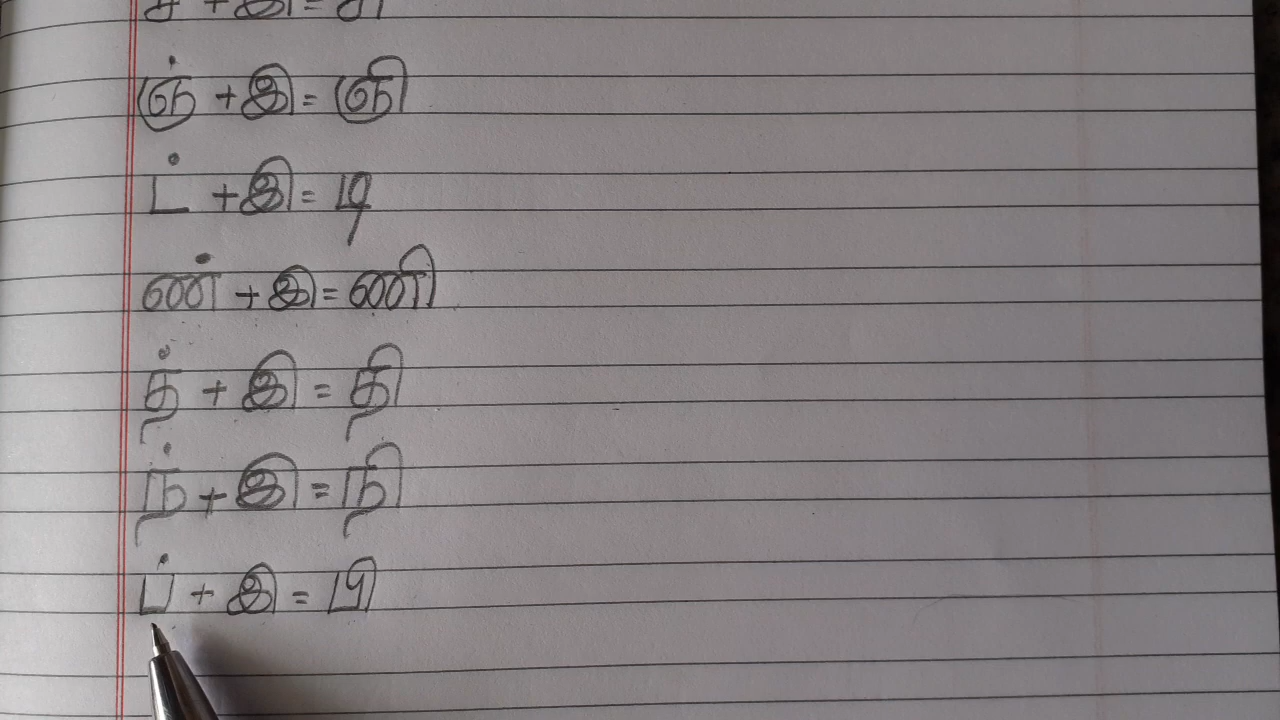 ஞ் + இ = ஞி
ட் + இ = டி
ண் + இ = ணி
த் + இ = தி
ந் + இ = நி
ப் + இ = பி